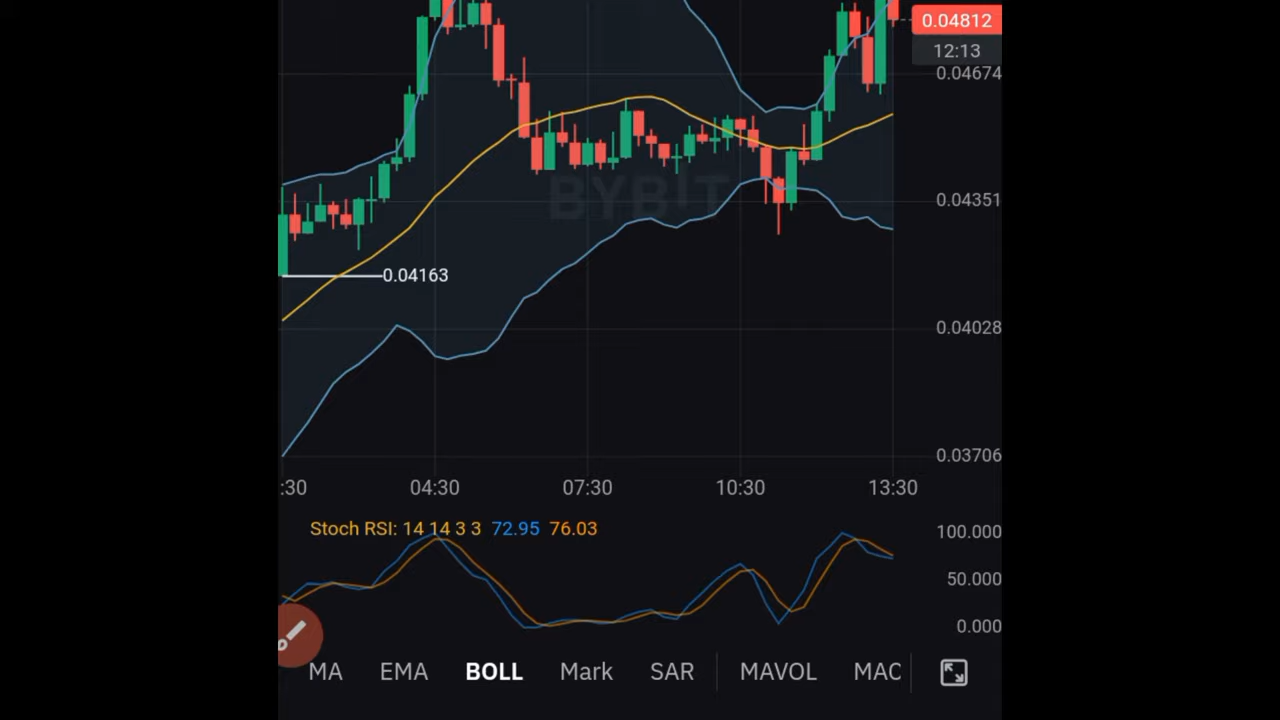 0.04812
12:13
0.04674
BYBIT
0.04351
0.04163
0.04028
0.03706
:30 04:30 07:30 10:30 13:30
Stoch RSI: 14 14 3 3 72.95 76.03
100.000
50.000
0.000
MA EMA BOLL Mark SAR MAVOL MAC